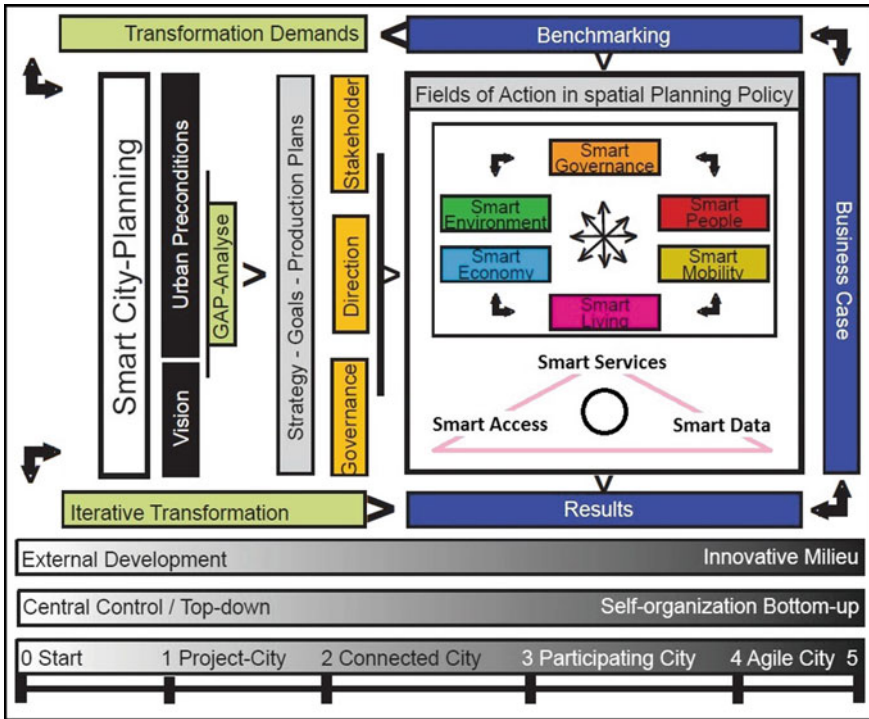 Transformation Demands
Benchmarking
Smart City-Planning
Urban Preconditions
Vision
GAP-Analyse
Strategy - Goals - Production Plans
Stakeholder
Direction
Governance
Fields of Action in spatial Planning Policy
Smart
Governance
Smart
Environment
Smart
People
Smart
Economy
Smart
Mobility
Smart
Living
Smart Services
Smart Access
Smart Data
Business Case
Iterative Transformation
Results
External Development
Innovative Milieu
Central Control / Top-down
Self-organization Bottom-up
0 Start 1 Project-City 2 Connected City 3 Participating City 4 Agile City 5